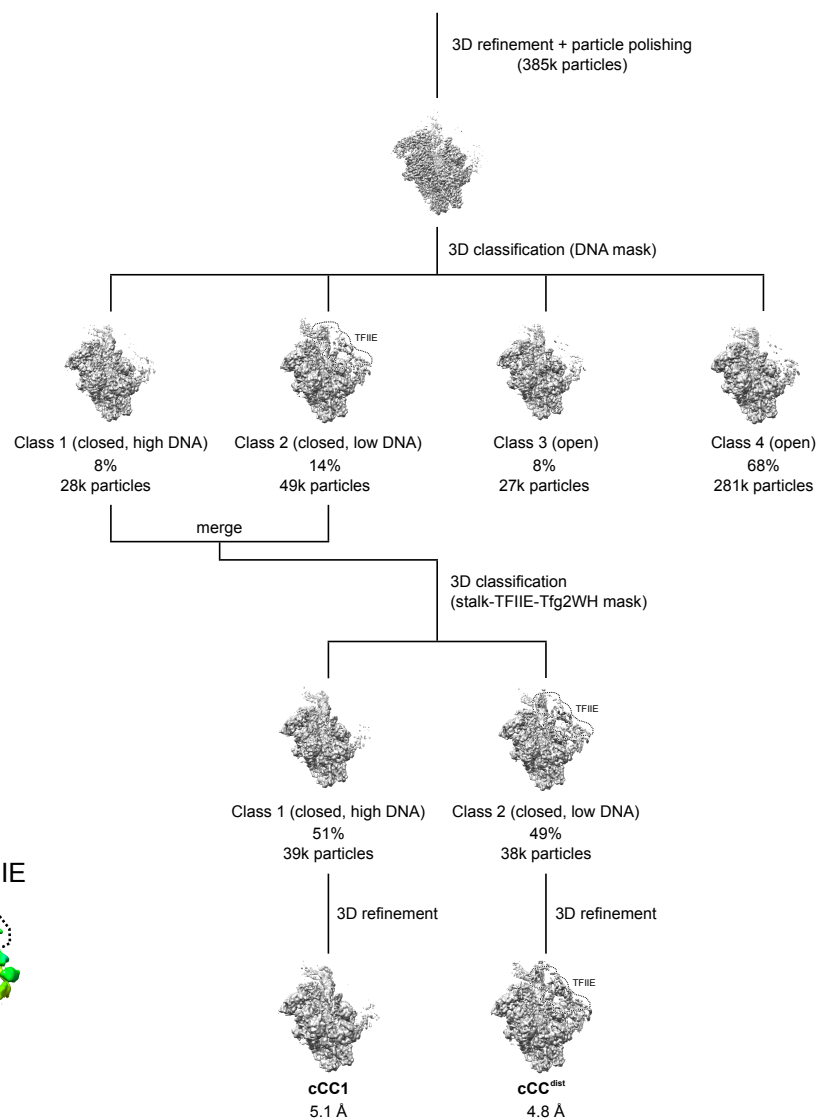 3D refinement + particle polishing
(385k particles)
3D classification (DNA mask)
TFIIE
Class 1 (closed, high DNA)
8%
28k particles
Class 2 (closed, low DNA)
14%
49k particles
Class 3 (open)
8%
27k particles
Class 4 (open)
68%
281k particles
merge
3D classification
(stalk-TFIIE-Tfg2WH mask)
TFIIE
Class 1 (closed, high DNA)
51%
39k particles
Class 2 (closed, low DNA)
49%
38k particles
IE
3D refinement
3D refinement
TFIIE
cCC1
5.1 Å
cCCdist
4.8 Å